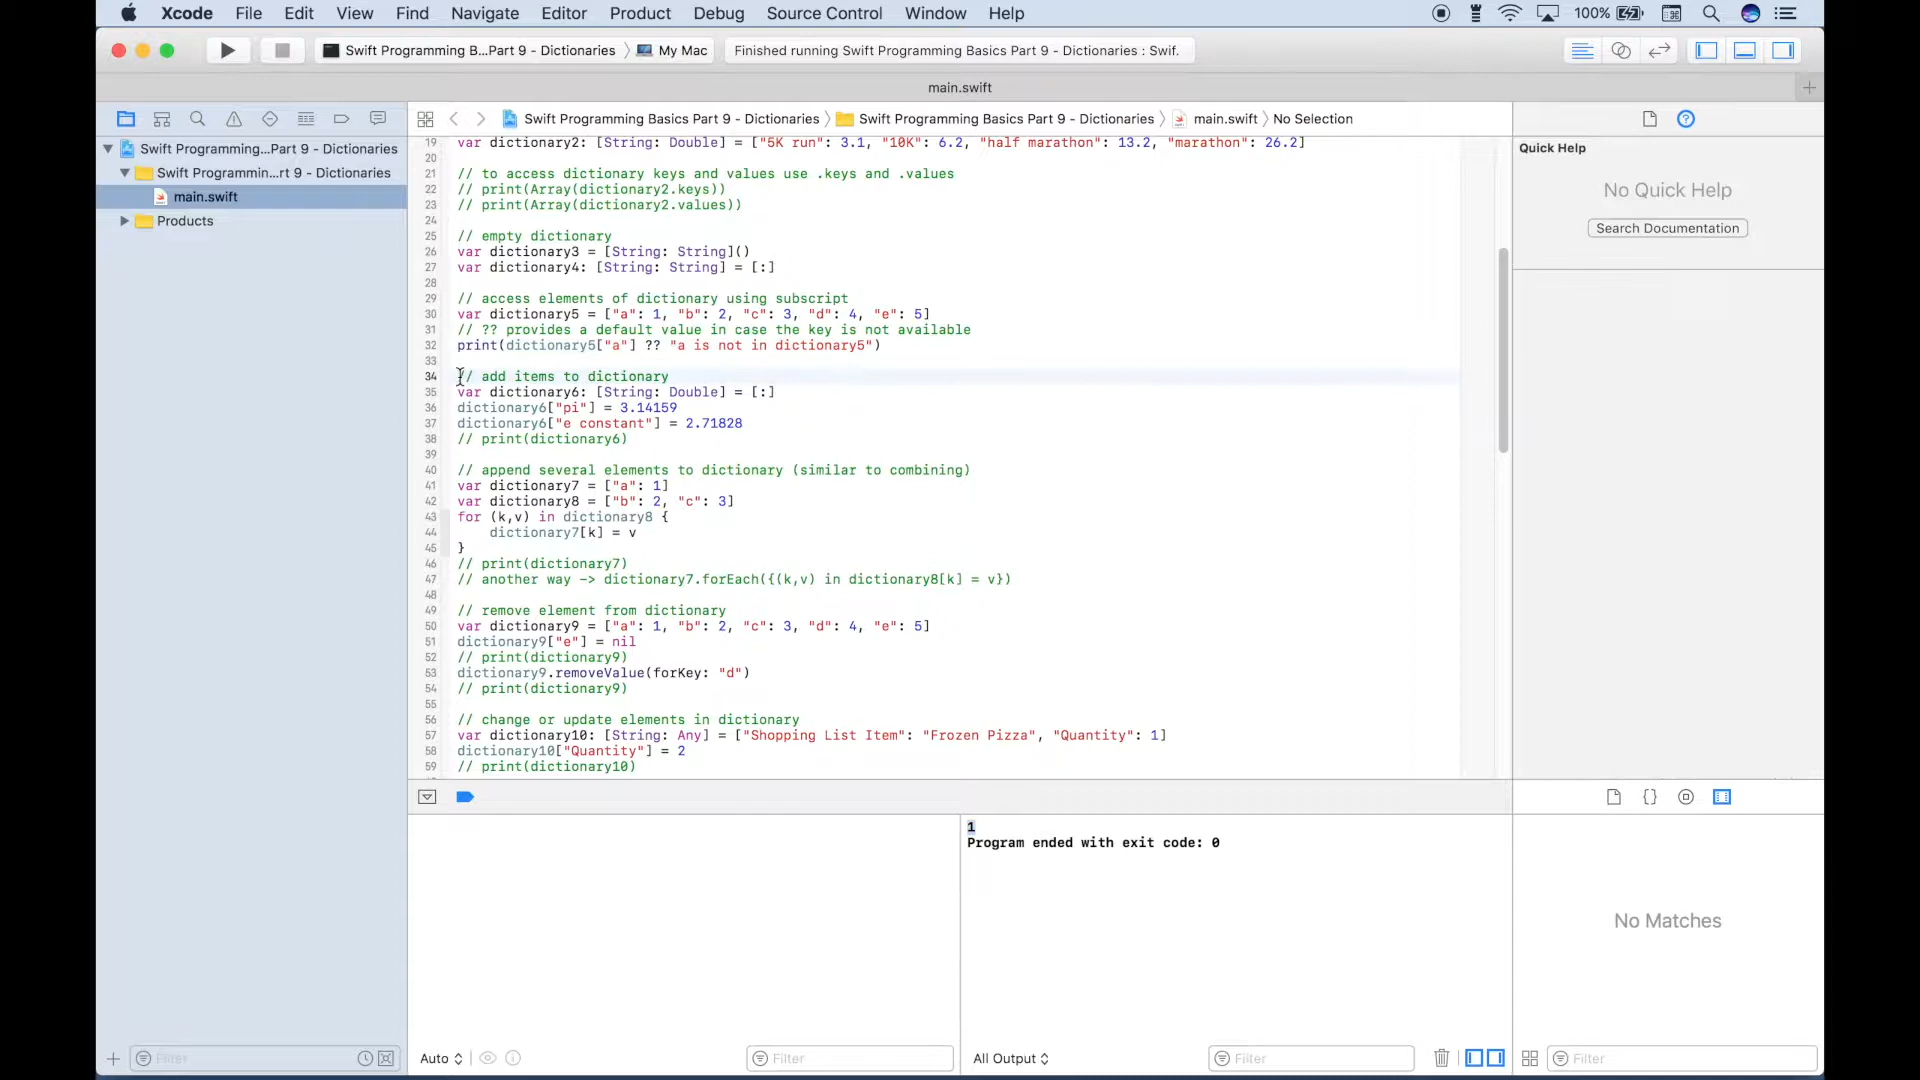 Xcode File Edit View Find Navigate Editor Product Debug Source Control Window Help 100%
Swift Programming B...Part 9 - Dictionaries My Mac Finished running Swift Programming Basics Part 9 - Dictionaries : Swif.
main.swift
Swift Programming Basics Part 9 - Dictionaries Swift Programming Basics Part 9 - Dictionaries main.swift No Selection
Swift Programming...Part 9 - Dictionaries
Swift Programmin...rt 9 - Dictionaries
main.swift
Products
19 var dictionary2: [String: Double] = ["5K run": 3.1, "10K": 6.2, "half marathon": 13.2, "marathon": 26.2]
20
21 // to access dictionary keys and values use .keys and .values
22 // print(Array(dictionary2.keys))
23 // print(Array(dictionary2.values))
24
25 // empty dictionary
26 var dictionary3 = [String: String]()
27 var dictionary4: [String: String] = [:]
28
29 // access elements of dictionary using subscript
30 var dictionary5 = ["a": 1, "b": 2, "c": 3, "d": 4, "e": 5]
31 // ?? provides a default value in case the key is not available
32 print(dictionary5["a"] ?? "a is not in dictionary5")
33
34 // add items to dictionary
35 var dictionary6: [String: Double] = [:]
36 dictionary6["pi"] = 3.14159
37 dictionary6["e constant"] = 2.71828
38 // print(dictionary6)
39
40 // append several elements to dictionary (similar to combining)
41 var dictionary7 = ["a": 1]
42 var dictionary8 = ["b": 2, "c": 3]
43 for (k,v) in dictionary8 {
44 dictionary7[k] = v
45 }
46 // print(dictionary7)
47 // another way -> dictionary7.forEach({(k,v) in dictionary8[k] = v})
48
49 // remove element from dictionary
50 var dictionary9 = ["a": 1, "b": 2, "c": 3, "d": 4, "e": 5]
51 dictionary9["e"] = nil
52 // print(dictionary9)
53 dictionary9.removeValue(forKey: "d")
54 // print(dictionary9)
55
56 // change or update elements in dictionary
57 var dictionary10: [String: Any] = ["Shopping List Item": "Frozen Pizza", "Quantity": 1]
58 dictionary10["Quantity"] = 2
59 // print(dictionary10)
Quick Help
No Quick Help
Search Documentation
1
Program ended with exit code: 0
No Matches
Filter
Auto
Filter
All Output
Filter
Filter